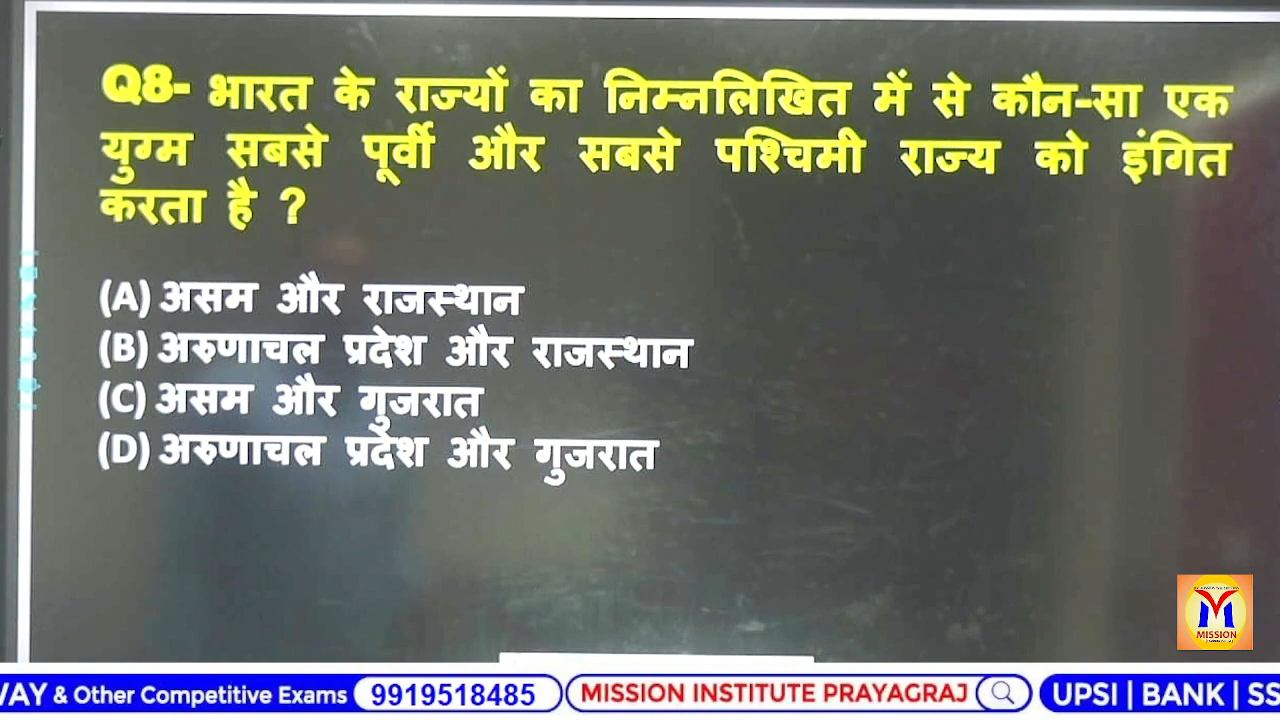 Q8- भारत के राज्यों का निम्नलिखित में से कौन-सा एक
युग्म सबसे पूर्वी और सबसे पश्चिमी राज्य को इंगित
करता है ?
(A) असम और राजस्थान
(B) अरुणाचल प्रदेश और राजस्थान
(C) असम और गुजरात
(D) अरुणाचल प्रदेश और गुजरात
MISSION
WAY & Other Competitive Exams 9919518485 MISSION INSTITUTE PRAYAGRAJ UPSI | BANK | SS